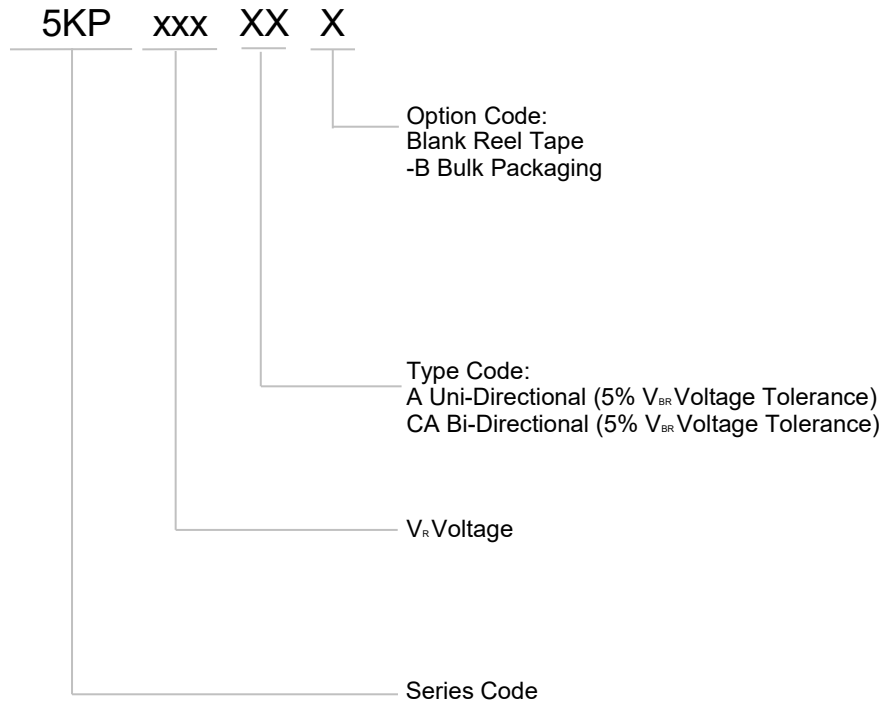 5KP xxx XX X
Option Code:
Blank Reel Tape
-B Bulk Packaging
Type Code:
A Uni-Directional (5% VBR Voltage Tolerance)
CA Bi-Directional (5% VBR Voltage Tolerance)
VR Voltage
Series Code